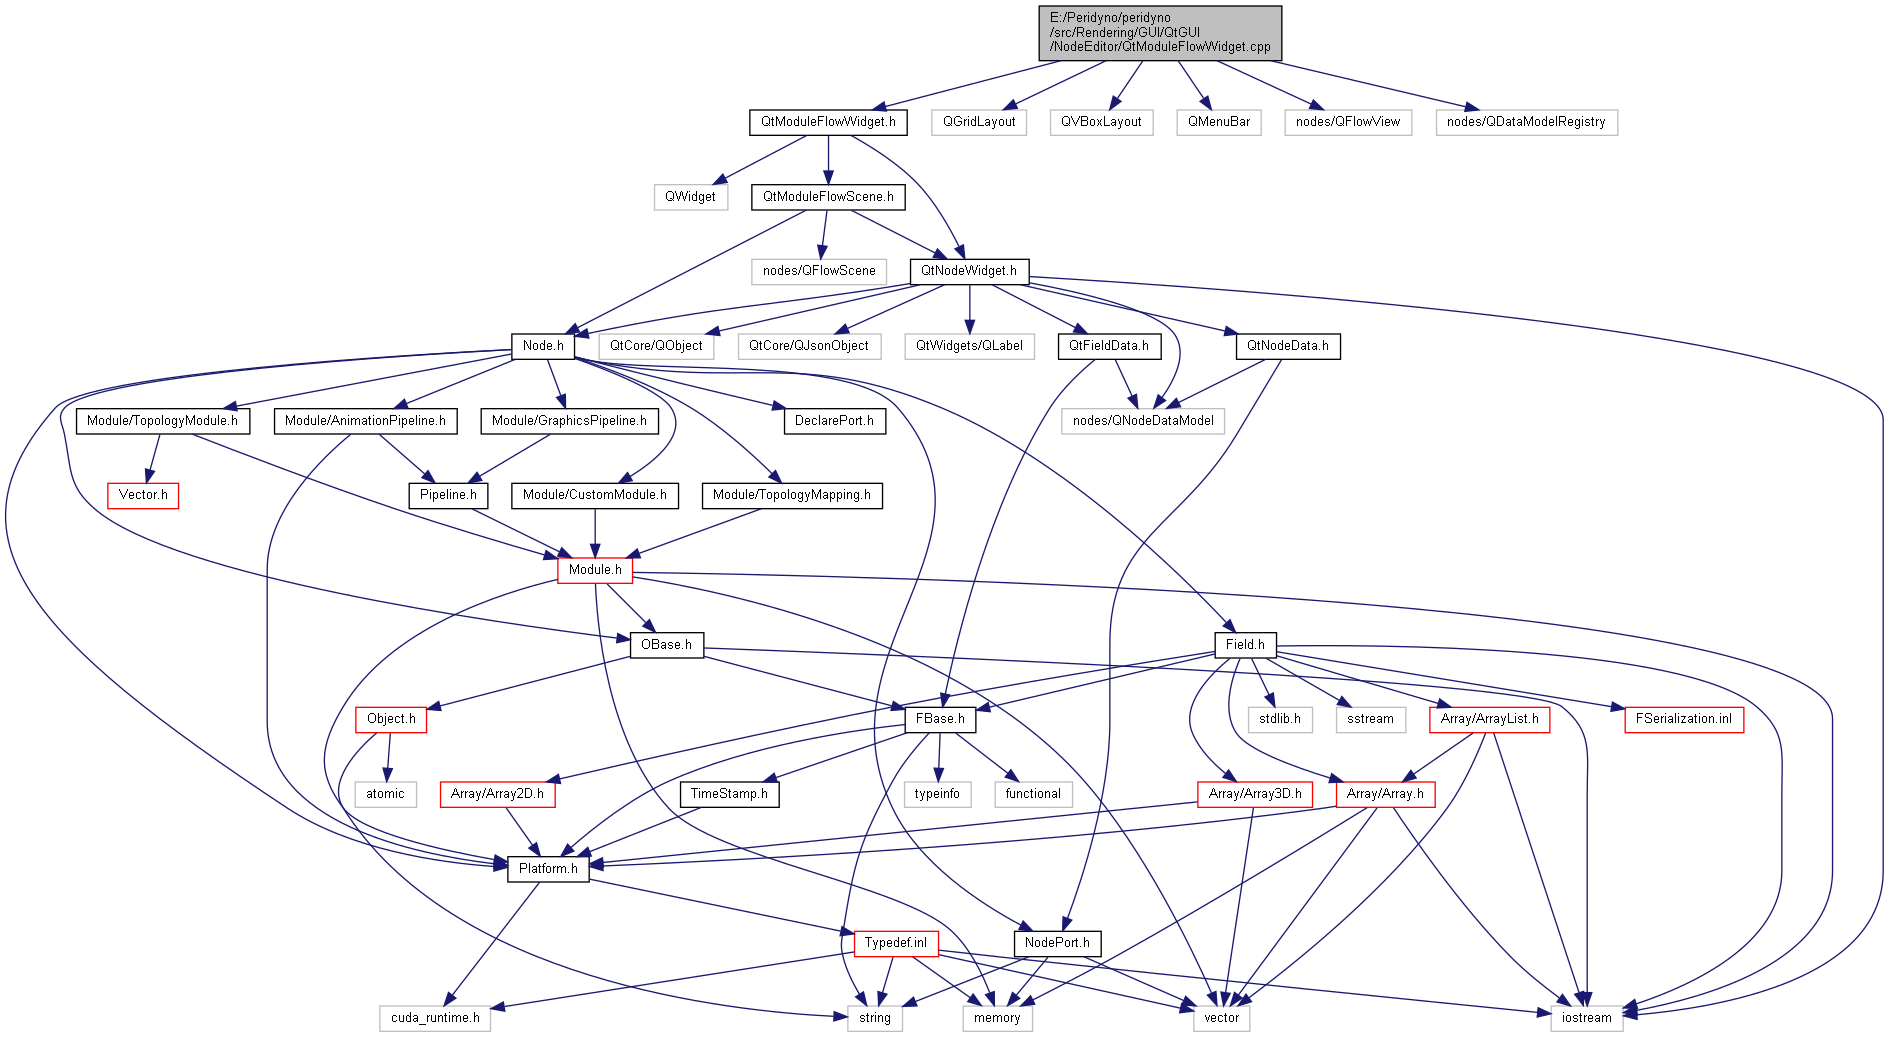 E:/Peridyno/peridyno
/src/Rendering/GUI/QtGUI
/NodeEditor/QtModuleFlowWidget.cpp
QtModuleFlowWidget.h
QGridLayout
QVBoxLayout
QMenuBar
nodes/QFlowView
nodes/QDataModelRegistry
QWidget
QtModuleFlowScene.h
nodes/QFlowScene
QtNodeWidget.h
Node.h
QtCore/QObject
QtCore/QJsonObject
QtWidgets/QLabel
QtFieldData.h
QtNodeData.h
Module/TopologyModule.h
Module/AnimationPipeline.h
Module/GraphicsPipeline.h
DeclarePort.h
nodes/QNodeDataModel
Vector.h
Pipeline.h
Module/CustomModule.h
Module/TopologyMapping.h
Module.h
OBase.h
Field.h
Object.h
FBase.h
stdlib.h
sstream
Array/ArrayList.h
FSerialization.inl
atomic
Array/Array2D.h
TimeStamp.h
typeinfo
functional
Array/Array3D.h
Array/Array.h
Platform.h
Typedef.inl
NodePort.h
cuda_runtime.h
string
memory
vector
iostream